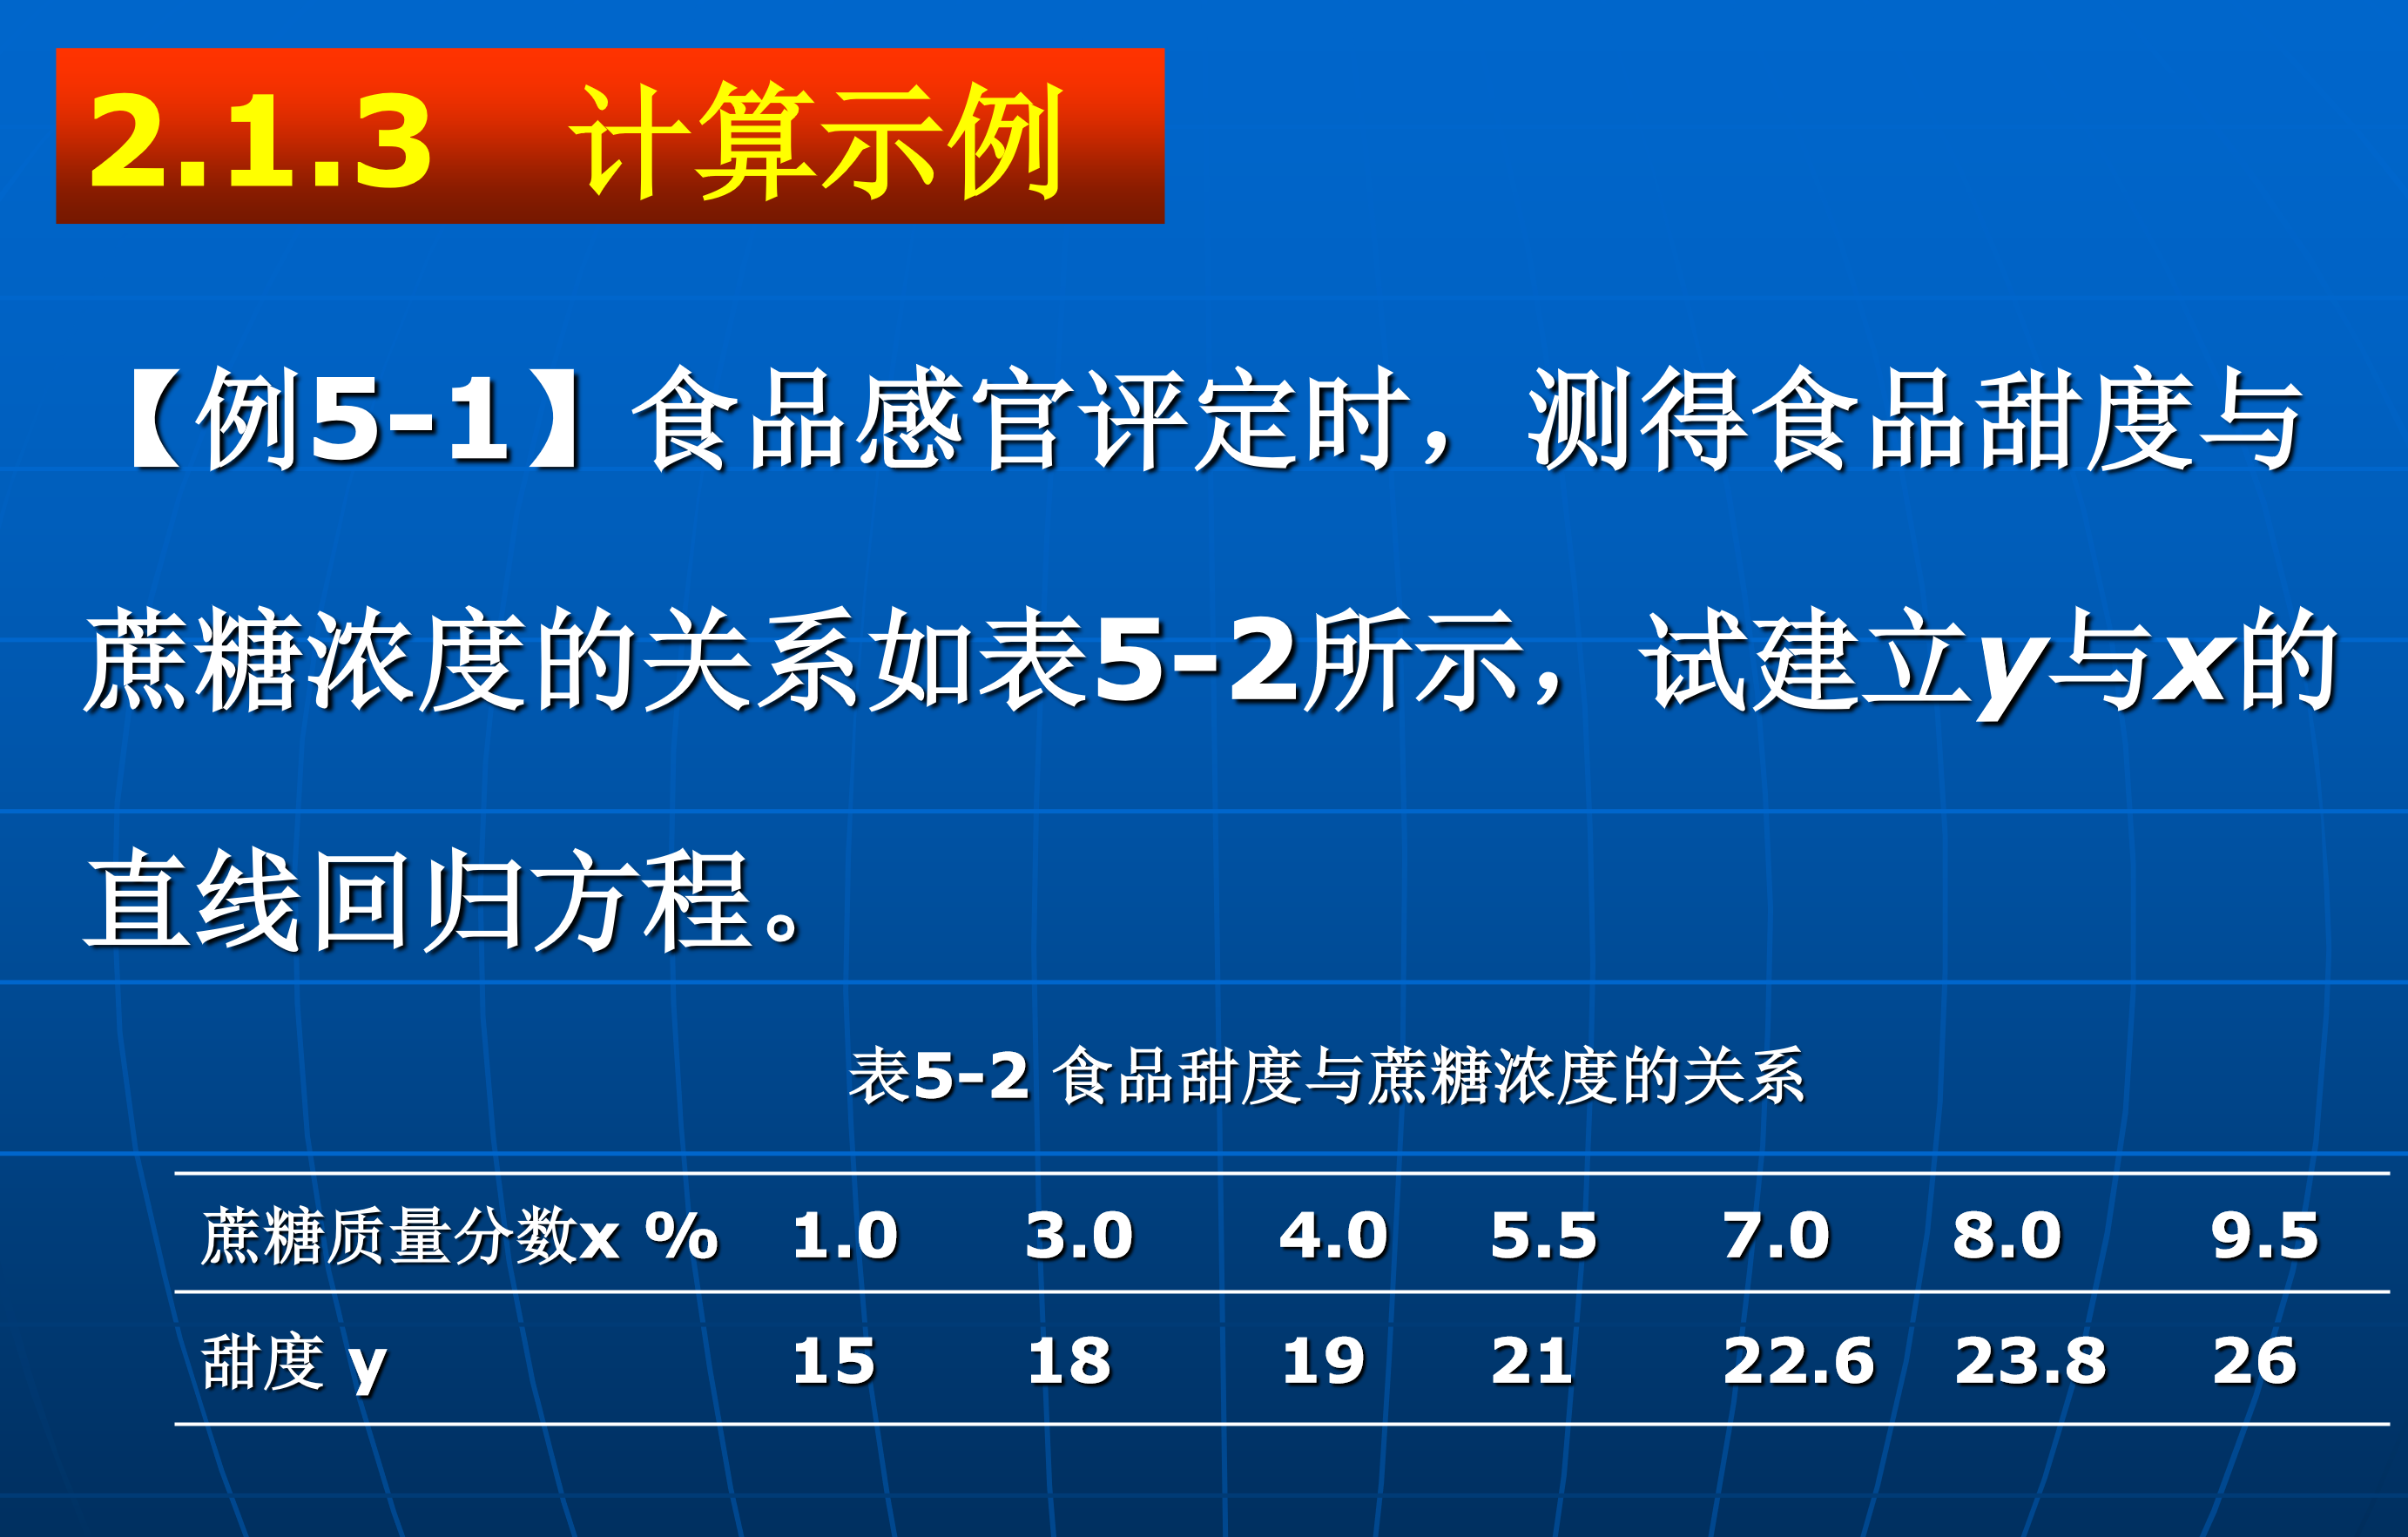 2.1.3 计算示例
【例5-1】食品感官评定时，测得食品甜度与
蔗糖浓度的关系如表5-2所示，试建立y与x的
直线回归方程。
表5-2 食品甜度与蔗糖浓度的关系
蔗糖质量分数x % 1.0 3.0 4.0 5.5 7.0 8.0 9.5
甜度 y 15 18 19 21 22.6 23.8 26